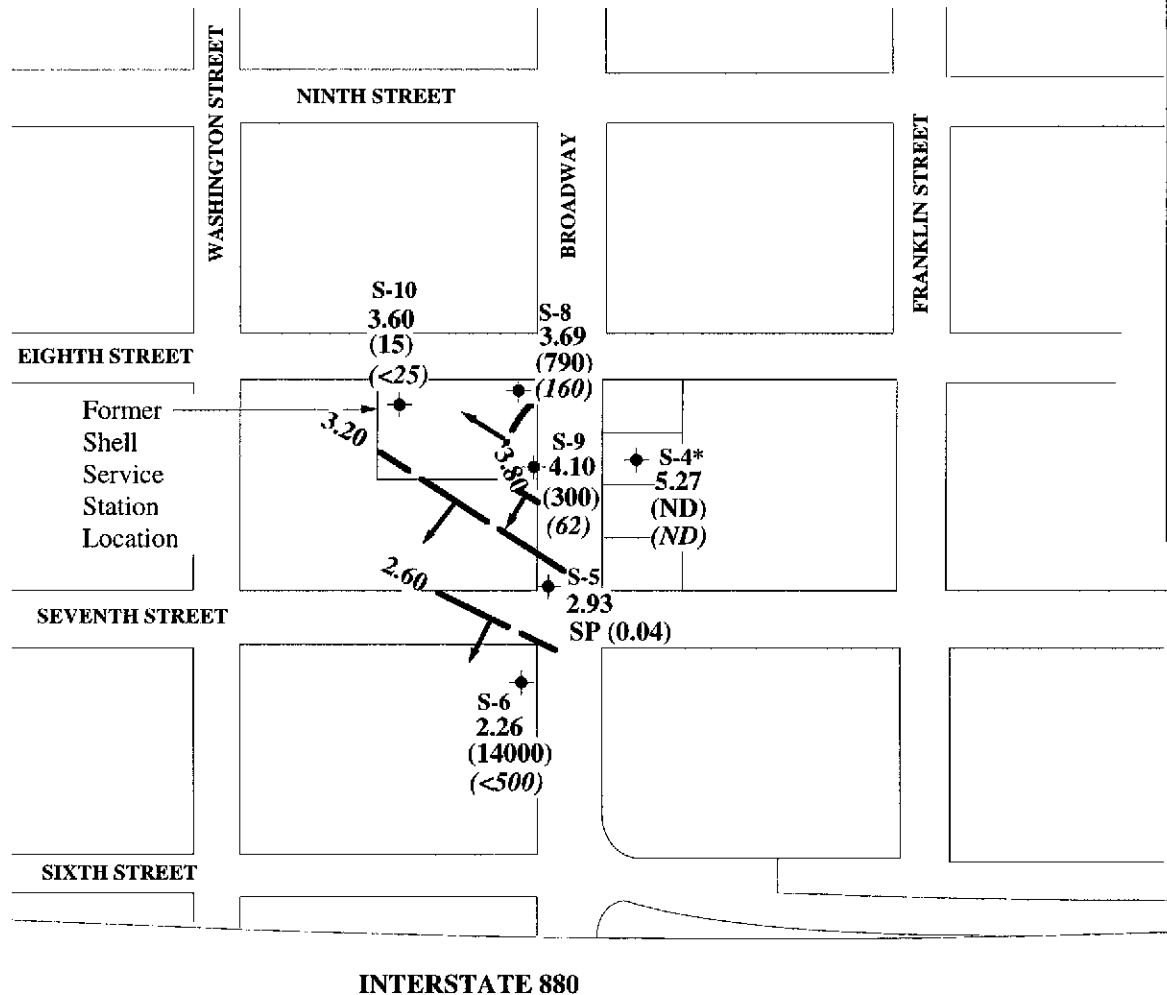 NINTH STREET
WASHINGTON STREET
BROADWAY
FRANKLIN STREET
S-10
3.60
(15)
(<25)
S-8
3.69
(790)
(160)
EIGHTH STREET
Former
Shell
Service
Station
Location
3.20
3.80
S-9
4.10
(300)
(62)
S-4*
5.27
(ND)
(ND)
2.60
S-5
2.93
SP (0.04)
SEVENTH STREET
S-6
2.26
(14000)
(<500)
SIXTH STREET
INTERSTATE 880